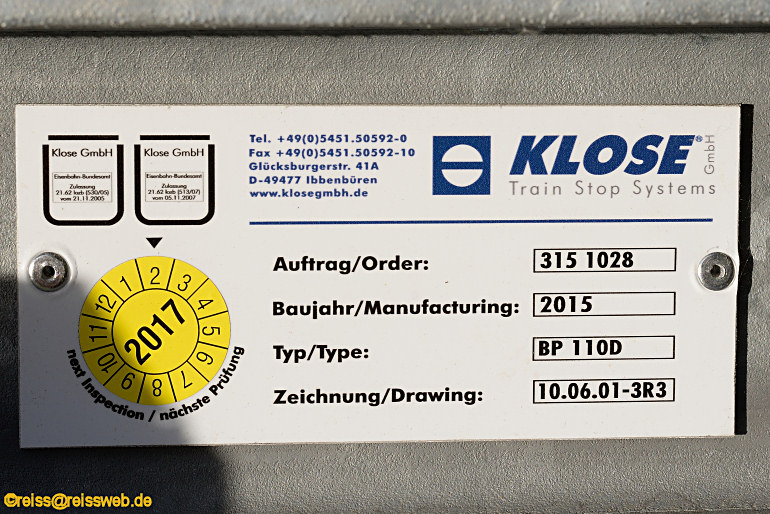 Klose GmbH
Eisenbahn-Bundesamt
Zulassung
21.62 karb (530/05)
vom 21.11.2005
Klose GmbH
Eisenbahn-Bundesamt
Zulassung
21.62 karb (513/07)
vom 05.11.2007
Tel. +49(0)5451.50592-0
Fax +49(0)5451.50592-10
Glücksburgerstr. 41A
D-49477 Ibbenbüren
www.klosegmbh.de
KLOSE® GmbH
Train Stop Systems
1 2 3 4 5 6 7 8 9 10 11 12
2017
next Inspection / nächste Prüfung
Auftrag/Order: 315 1028
Baujahr/Manufacturing: 2015
Typ/Type: BP 110D
Zeichnung/Drawing: 10.06.01-3R3
©reiss@reissweb.de